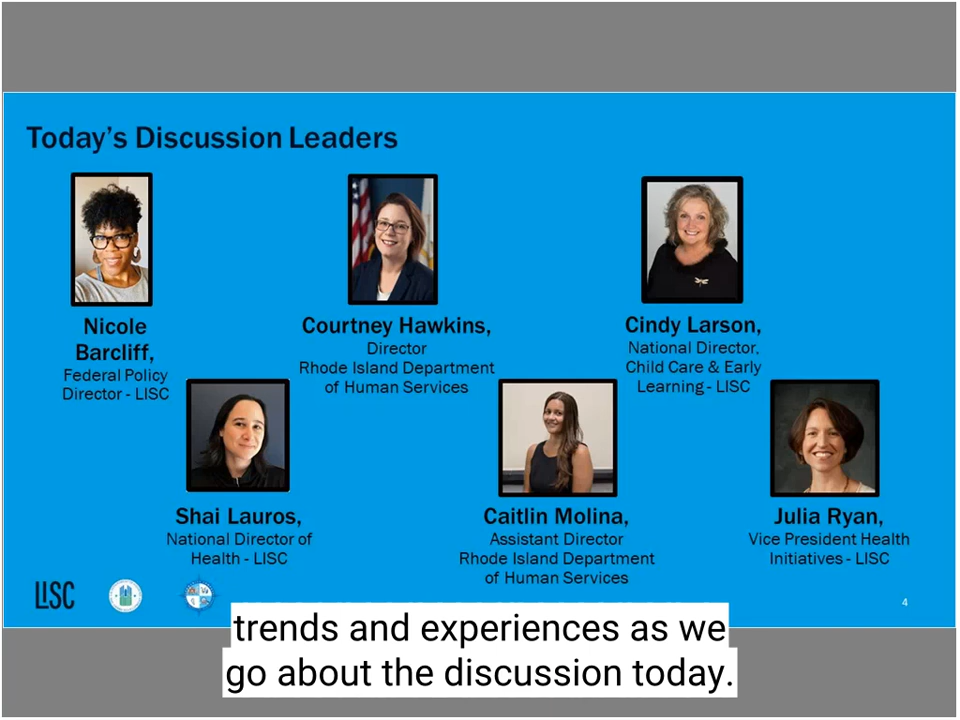 Today's Discussion Leaders
Nicole
Barcliff,
Federal Policy
Director - LISC
Courtney Hawkins,
Director
Rhode Island Department
of Human Services
Cindy Larson,
National Director,
Child Care & Early
Learning - LISC
Shai Lauros,
National Director of
Health - LISC
Caitlin Molina,
Assistant Director
Rhode Island Department
of Human Services
Julia Ryan,
Vice President Health
Initiatives - LISC
LISC
4
trends and experiences as we
go about the discussion today.